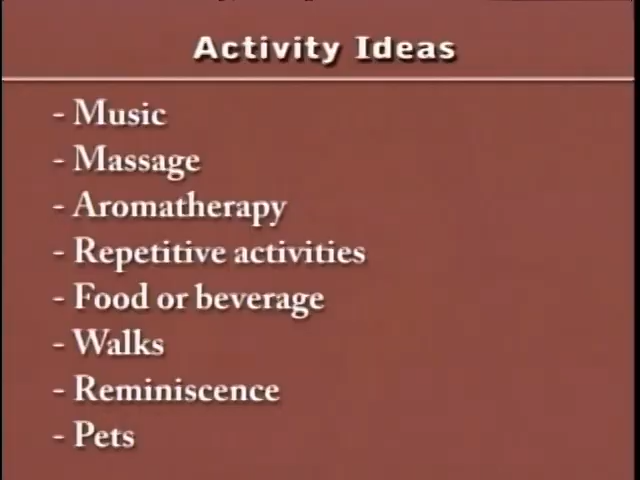 Activity Ideas
- Music
- Massage
- Aromatherapy
- Repetitive activities
- Food or beverage
- Walks
- Reminiscence
- Pets